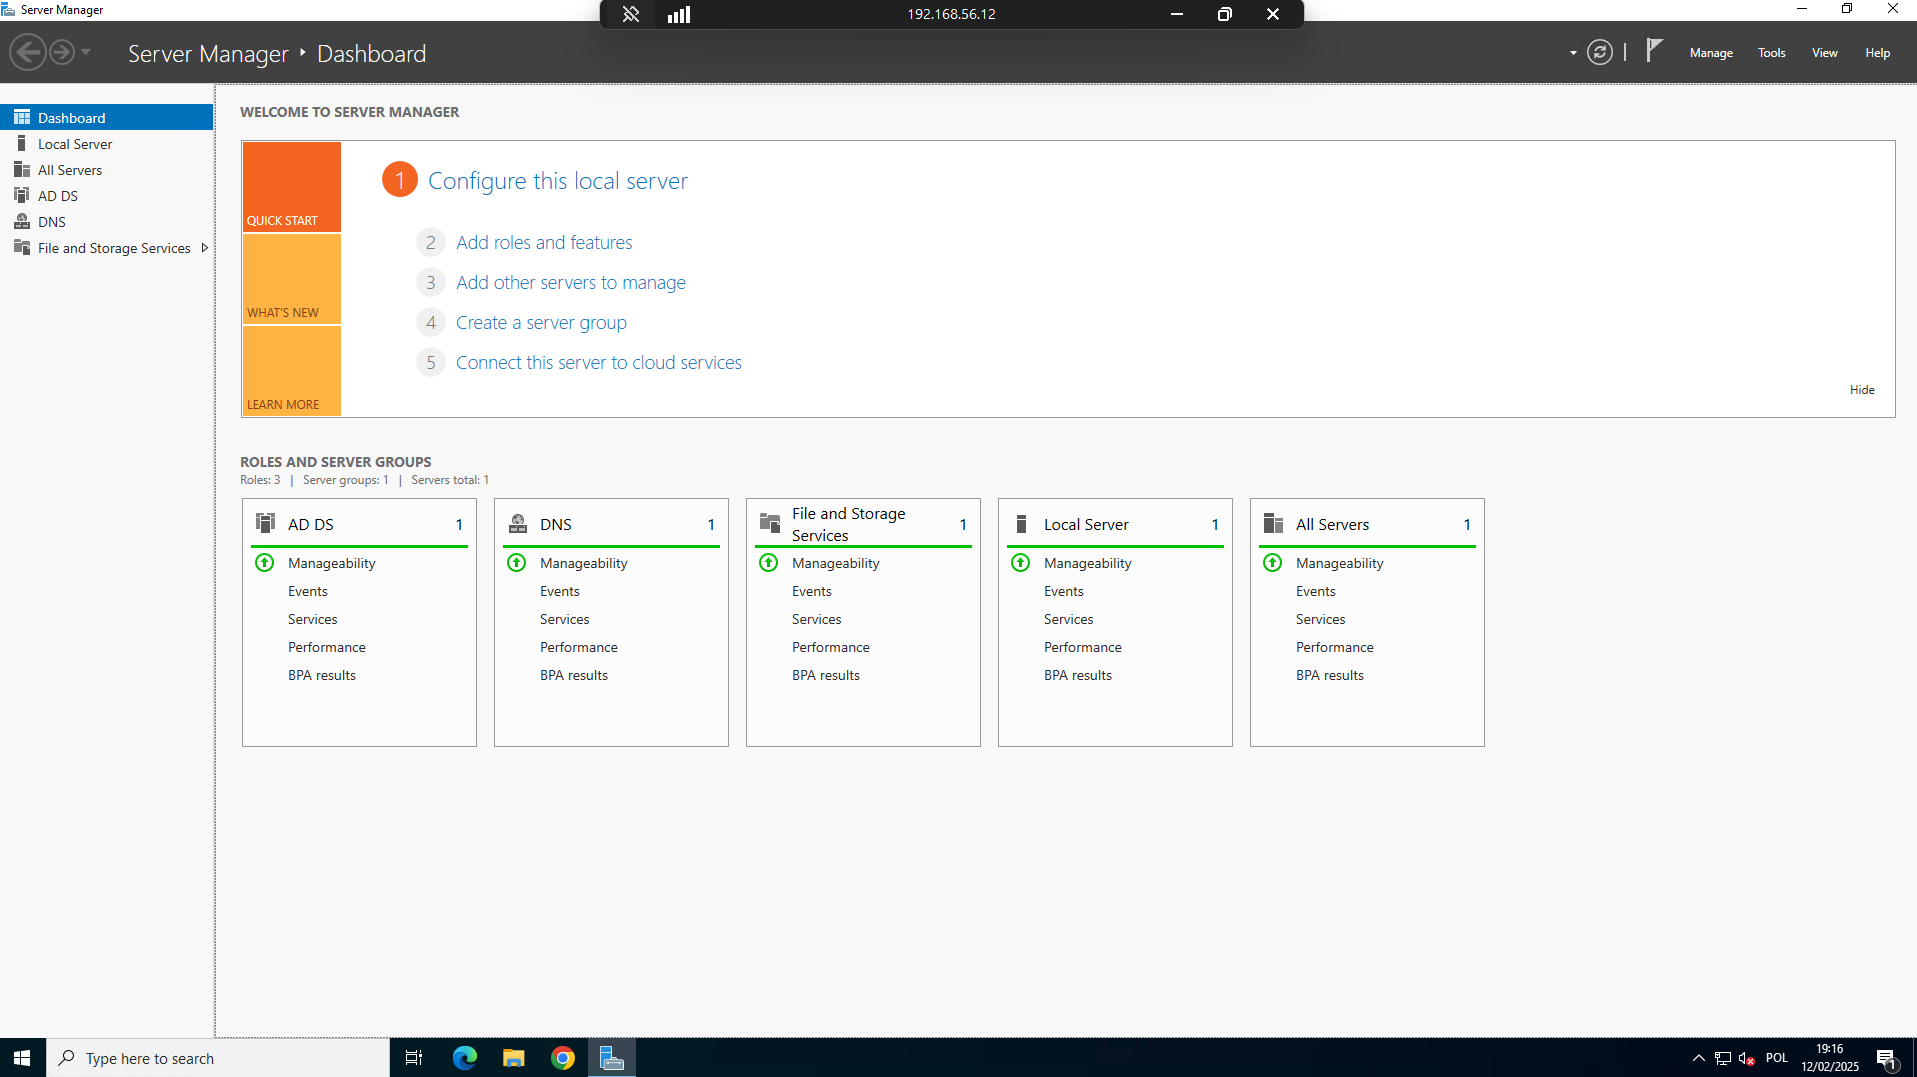 Server Manager
192.168.56.12
Server Manager ‣ Dashboard
Manage
Tools
View
Help
Dashboard
Local Server
All Servers
AD DS
DNS
File and Storage Services
WELCOME TO SERVER MANAGER
QUICK START
WHAT'S NEW
LEARN MORE
1 Configure this local server
2 Add roles and features
3 Add other servers to manage
4 Create a server group
5 Connect this server to cloud services
Hide
ROLES AND SERVER GROUPS
Roles: 3 | Server groups: 1 | Servers total: 1
AD DS 1
Manageability
Events
Services
Performance
BPA results
DNS 1
Manageability
Events
Services
Performance
BPA results
File and Storage
Services 1
Manageability
Events
Services
Performance
BPA results
Local Server 1
Manageability
Events
Services
Performance
BPA results
All Servers 1
Manageability
Events
Services
Performance
BPA results
Type here to search
POL
19:16
12/02/2025
1